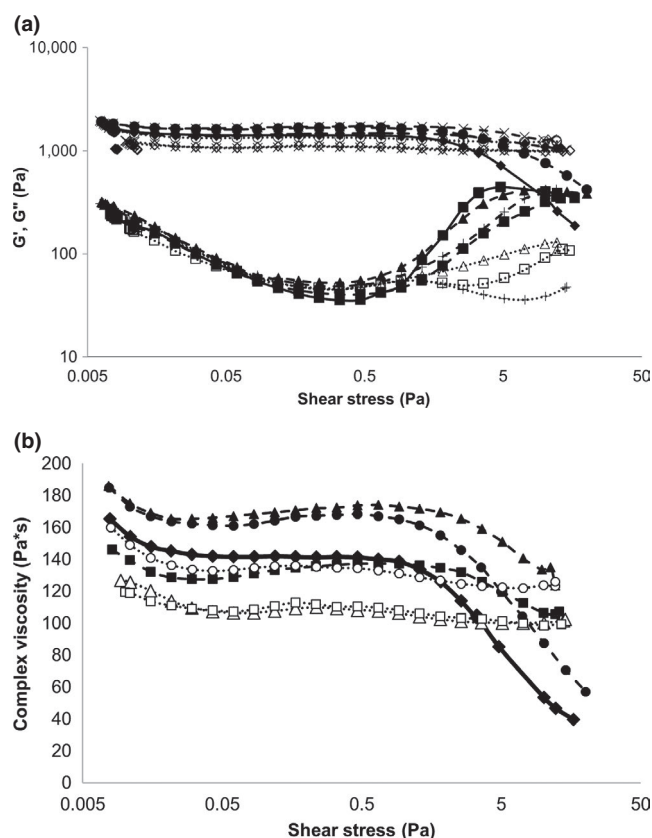 (a)
10,000
1,000
100
10
G', G" (Pa)
0.005 0.05 0.5 5 50
Shear stress (Pa)
(b)
200
180
160
140
120
100
80
60
40
20
0
Complex viscosity (Pa*s)
0.005 0.05 0.5 5 50
Shear stress (Pa)